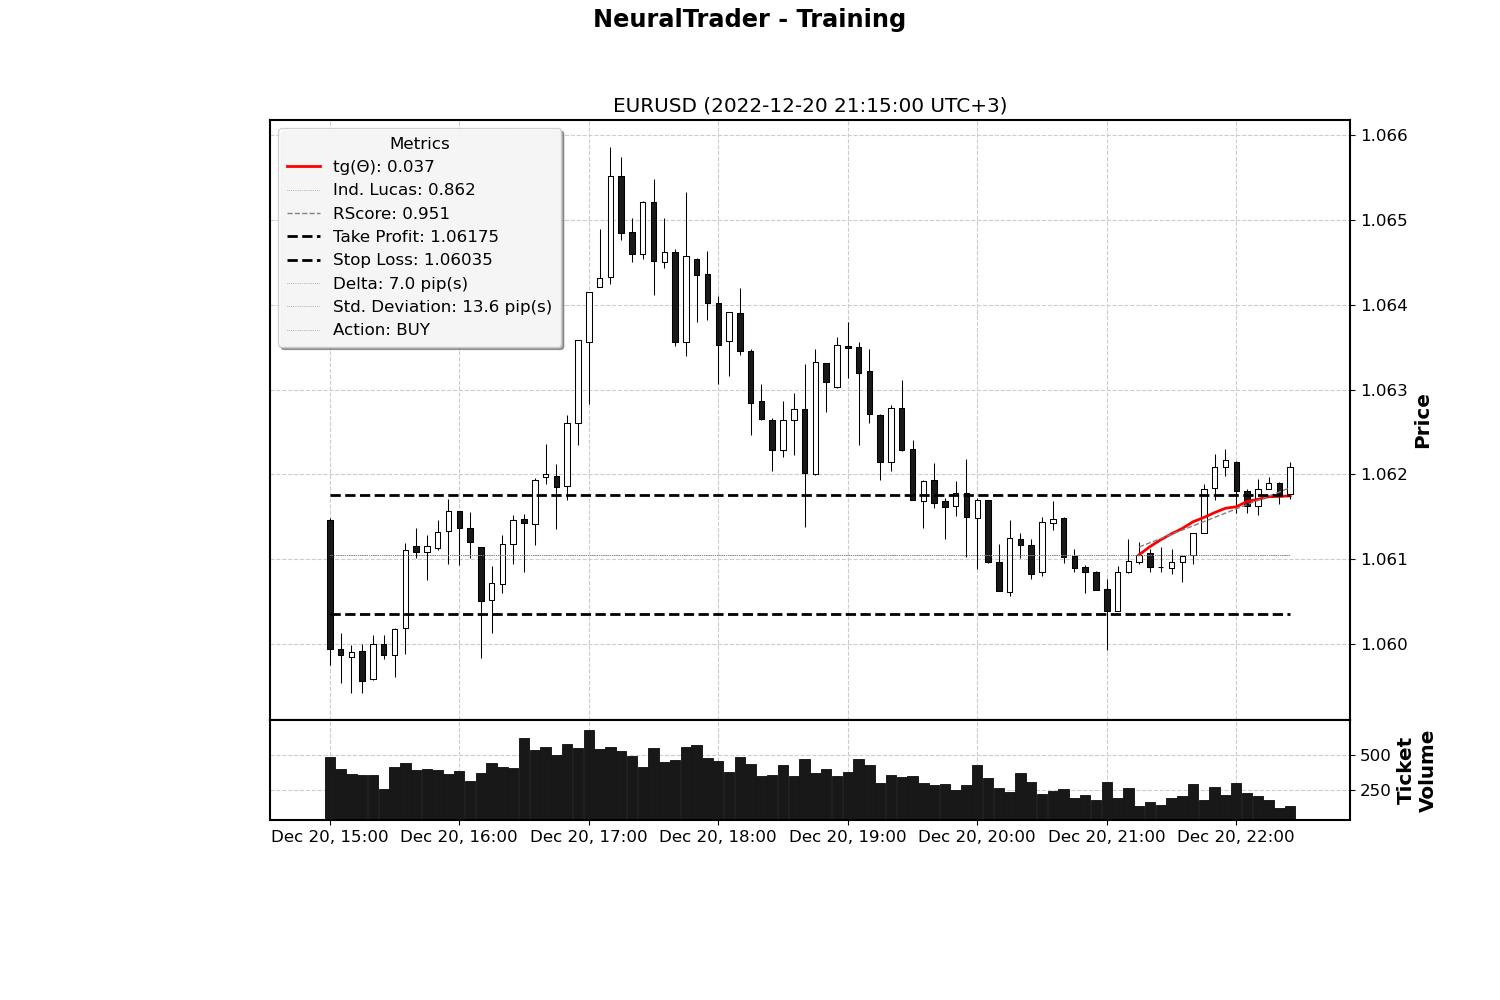 NeuralTrader - Training
EURUSD (2022-12-20 21:15:00 UTC+3)
Metrics
tg(Θ): 0.037
Ind. Lucas: 0.862
RScore: 0.951
Take Profit: 1.06175
Stop Loss: 1.06035
Delta: 7.0 pip(s)
Std. Deviation: 13.6 pip(s)
Action: BUY
1.066
1.065
1.064
1.063
1.062
1.061
1.060
Price
500
250
Ticket
Volume
Dec 20, 15:00 Dec 20, 16:00 Dec 20, 17:00 Dec 20, 18:00 Dec 20, 19:00 Dec 20, 20:00 Dec 20, 21:00 Dec 20, 22:00